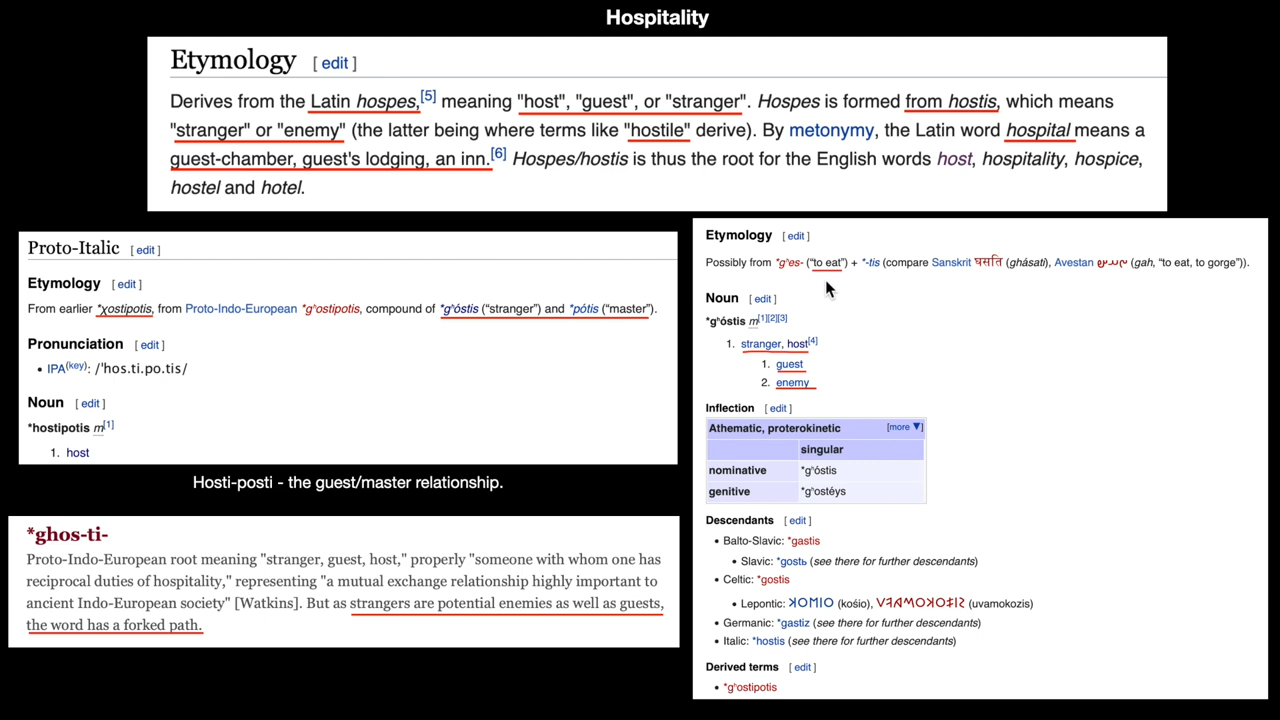 Hospitality
Etymology [ edit ]
Derives from the Latin hospes,[5] meaning "host", "guest", or "stranger". Hospes is formed from hostis, which means
"stranger" or "enemy" (the latter being where terms like "hostile" derive). By metonymy, the Latin word hospital means a
guest-chamber, guest's lodging, an inn.[6] Hospes/hostis is thus the root for the English words host, hospitality, hospice,
hostel and hotel.
Proto-Italic [ edit ]
Etymology [ edit ]
From earlier *χostipotis, from Proto-Indo-European *gʰostipotis, compound of *gʰóstis (“stranger”) and *pótis (“master”).
Pronunciation [ edit ]
• IPA(key): /ˈhos.ti.po.tis/
Noun [ edit ]
*hostipotis m[1]
1. host
Hosti-posti - the guest/master relationship.
*ghos-ti-
Proto-Indo-European root meaning "stranger, guest, host," properly "someone with whom one has
reciprocal duties of hospitality," representing "a mutual exchange relationship highly important to
ancient Indo-European society" [Watkins]. But as strangers are potential enemies as well as guests,
the word has a forked path.
Etymology [ edit ]
Possibly from *gʰes- (“to eat”) + *-tis (compare Sanskrit घसति (ghásati), Avestan (gah, “to eat, to gorge”)).
Noun [ edit ]
*gʰóstis m[1][2][3]
1. stranger, host[4]
1. guest
2. enemy
Inflection [ edit ]
Athematic, proterokinetic [more ▼]
singular
nominative *gʰóstis
genitive *gʰostéys
Descendants [ edit ]
• Balto-Slavic: *gastis
• Slavic: *gostь (see there for further descendants)
• Celtic: *gostis
• Lepontic: (kośio), (uvamokozis)
• Germanic: *gastiz (see there for further descendants)
• Italic: *hostis (see there for further descendants)
Derived terms [ edit ]
• *gʰostipotis